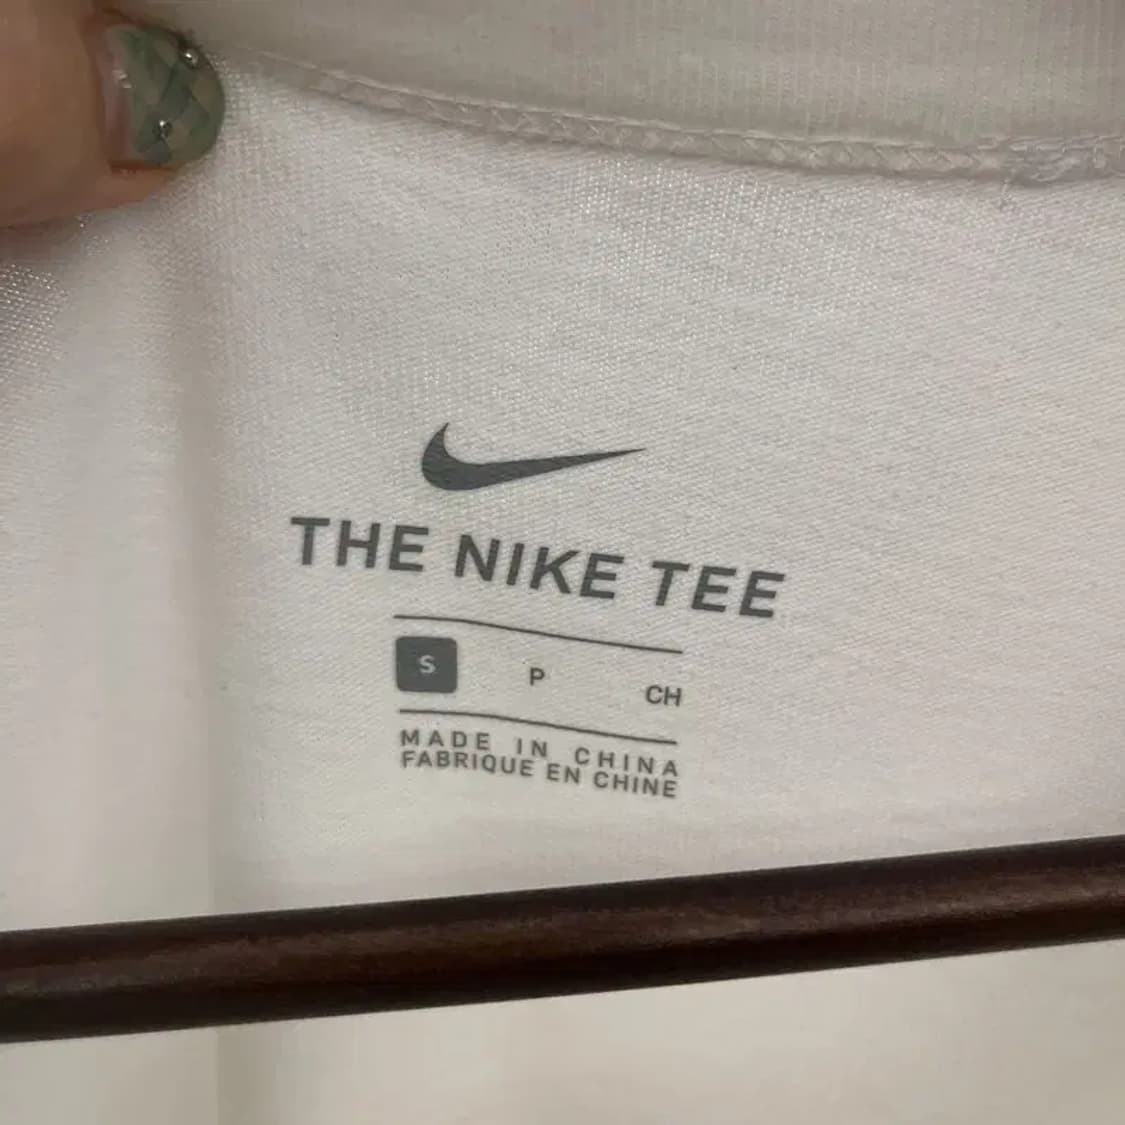 THE NIKE TEE
S P CH
MADE IN CHINA
FABRIQUE EN CHINE